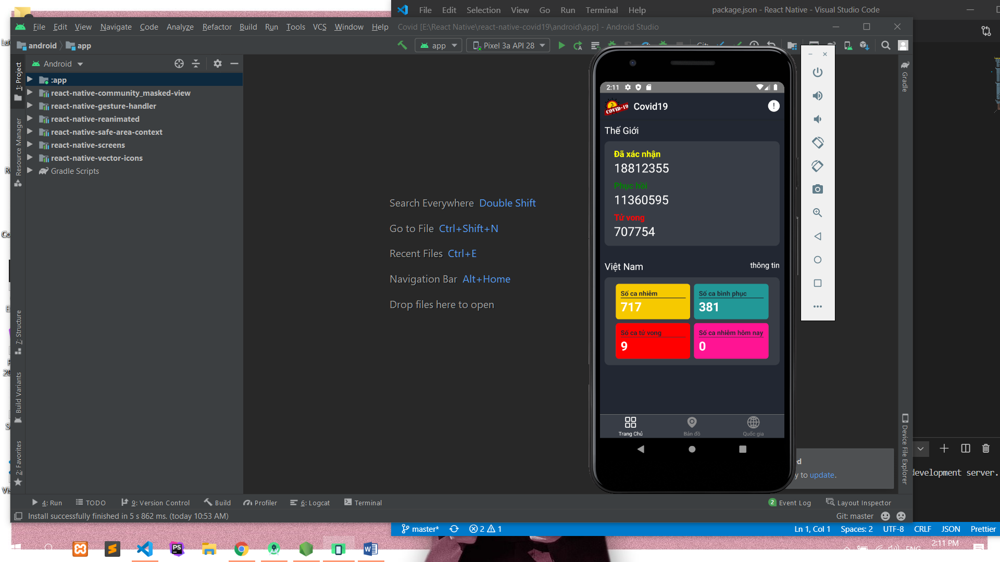 File Edit Selection View Go Run Terminal Help package.json - React Native - Visual Studio Code
File Edit View Navigate Code Analyze Refactor Build Run Tools VCS Window Help Covid [E:\React Native\react-native-covid19\android\app] - Android Studio
android app
app Pixel 3a API 28 Git:
Android
1: Project
Resource Manager
7: Structure
Build Variants
2: Favorites
:app
react-native-community_masked-view
react-native-gesture-handler
react-native-reanimated
react-native-safe-area-context
react-native-screens
react-native-vector-icons
Gradle Scripts
Search Everywhere Double Shift
Go to File Ctrl+Shift+N
Recent Files Ctrl+E
Navigation Bar Alt+Home
Drop files here to open
2:11
COVID-19 Covid19 !
Thế Giới
Đã xác nhận
18812355
Phục hồi
11360595
Tử vong
707754
Việt Nam thông tin
Số ca nhiễm
717
Số ca bình phục
381
Số ca tử vong
9
Số ca nhiễm hôm nay
0
Trang Chủ Bản đồ Quốc gia
Gradle
Device File Explorer
to update.
development server.
4: Run TODO 9: Version Control Build Profiler 6: Logcat Terminal 2 Event Log Layout Inspector
Install successfully finished in 5 s 862 ms. (today 10:53 AM) Git: master
master* 2 1 Ln 1, Col 1 Spaces: 2 UTF-8 CRLF JSON Prettier
PS
ENG 2:11 PM